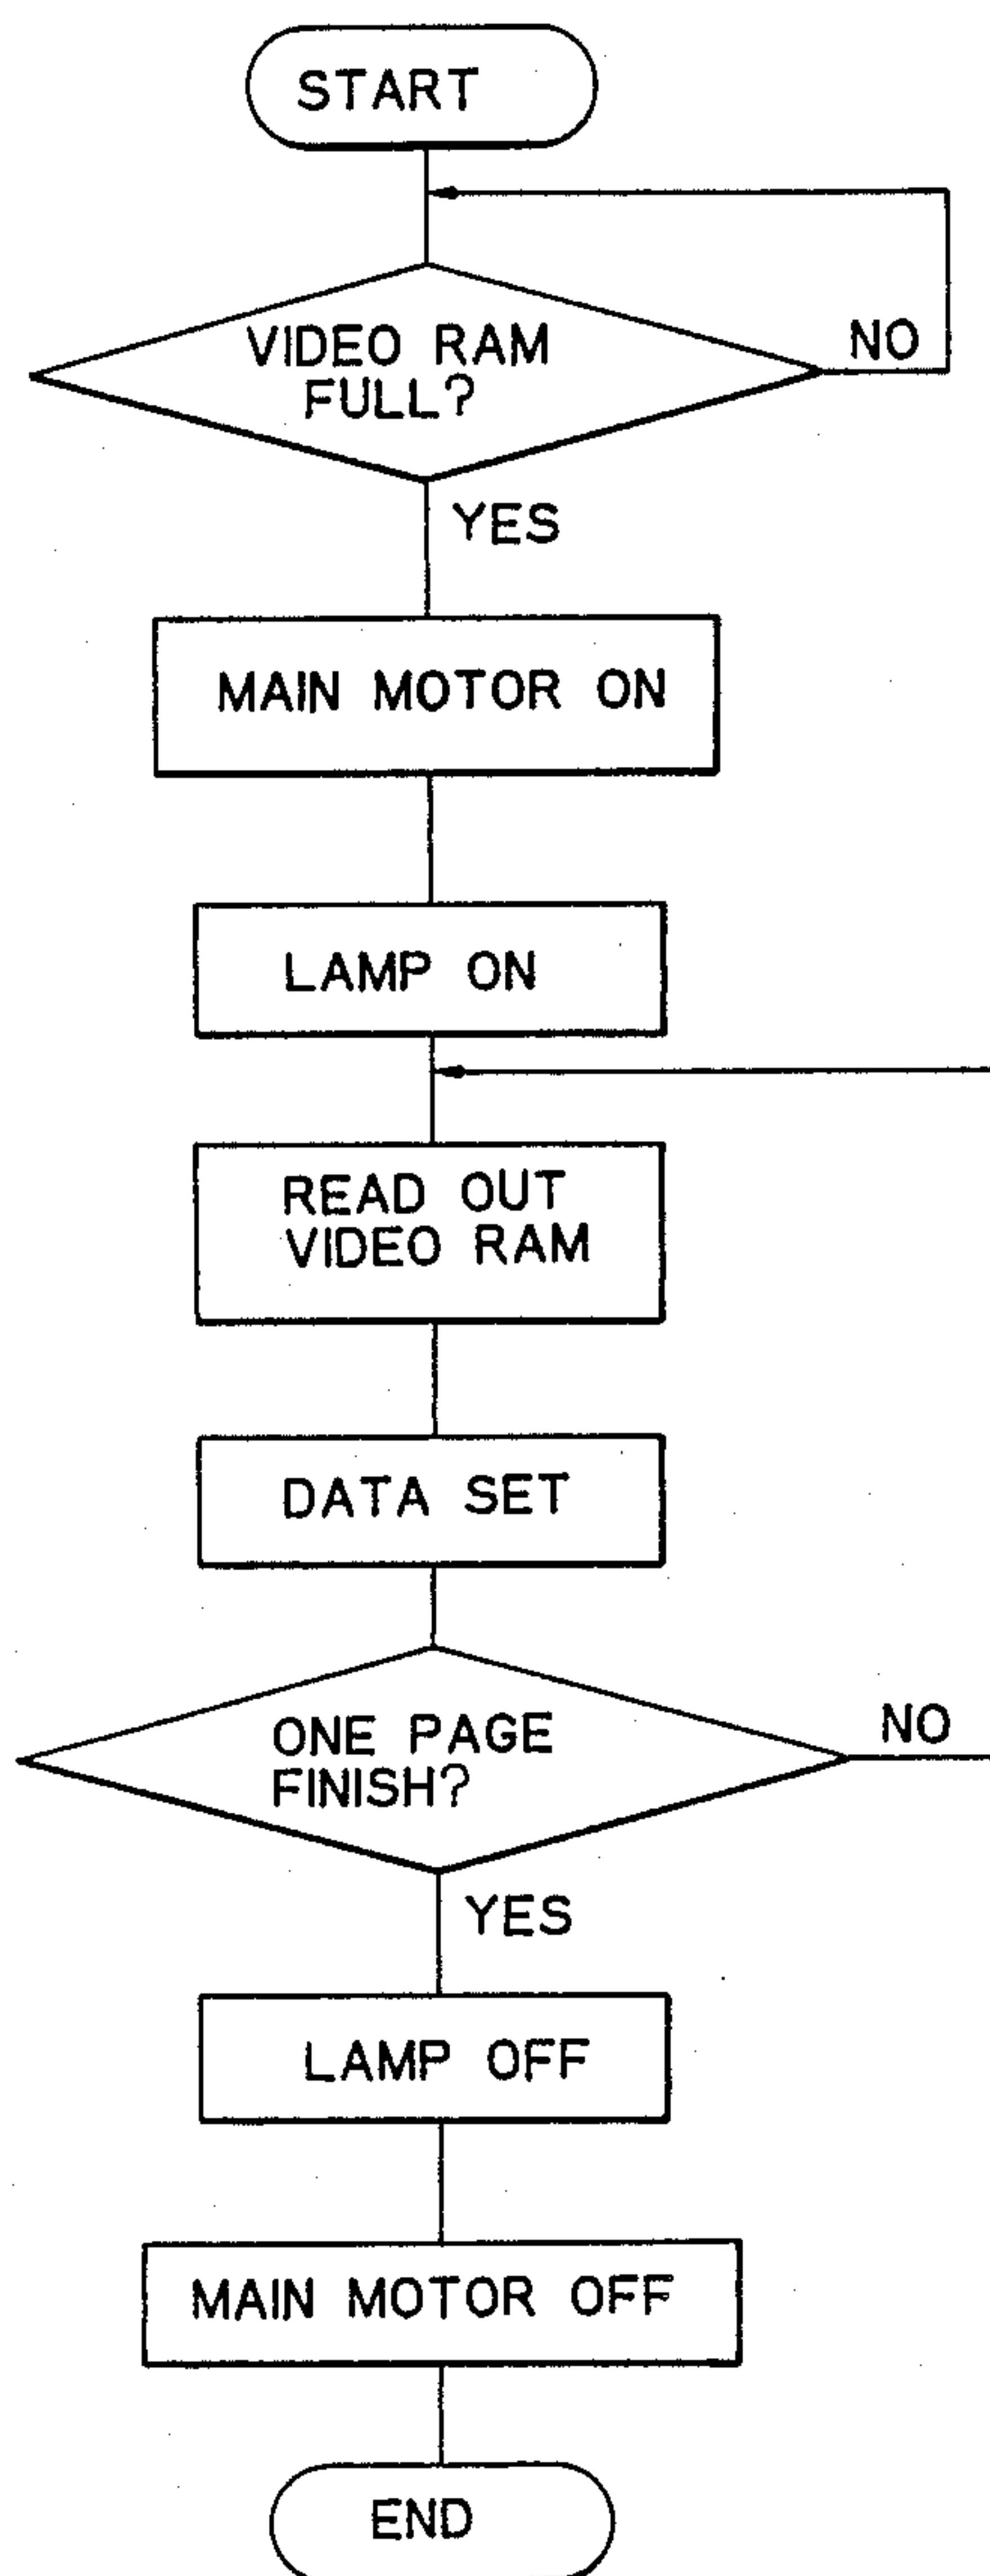 START
VIDEO RAM
FULL?
NO
YES
MAIN MOTOR ON
LAMP ON
READ OUT
VIDEO RAM
DATA SET
ONE PAGE
FINISH?
NO
YES
LAMP OFF
MAIN MOTOR OFF
END